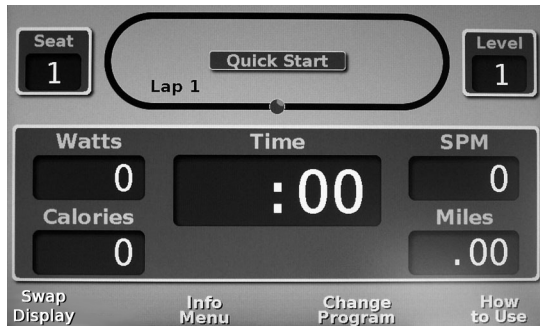 Seat
1
Quick Start
Lap 1
Level
1
Watts
0
Time
:00
SPM
0
Calories
0
Miles
.00
Swap
Display
Info
Menu
Change
Program
How
to Use